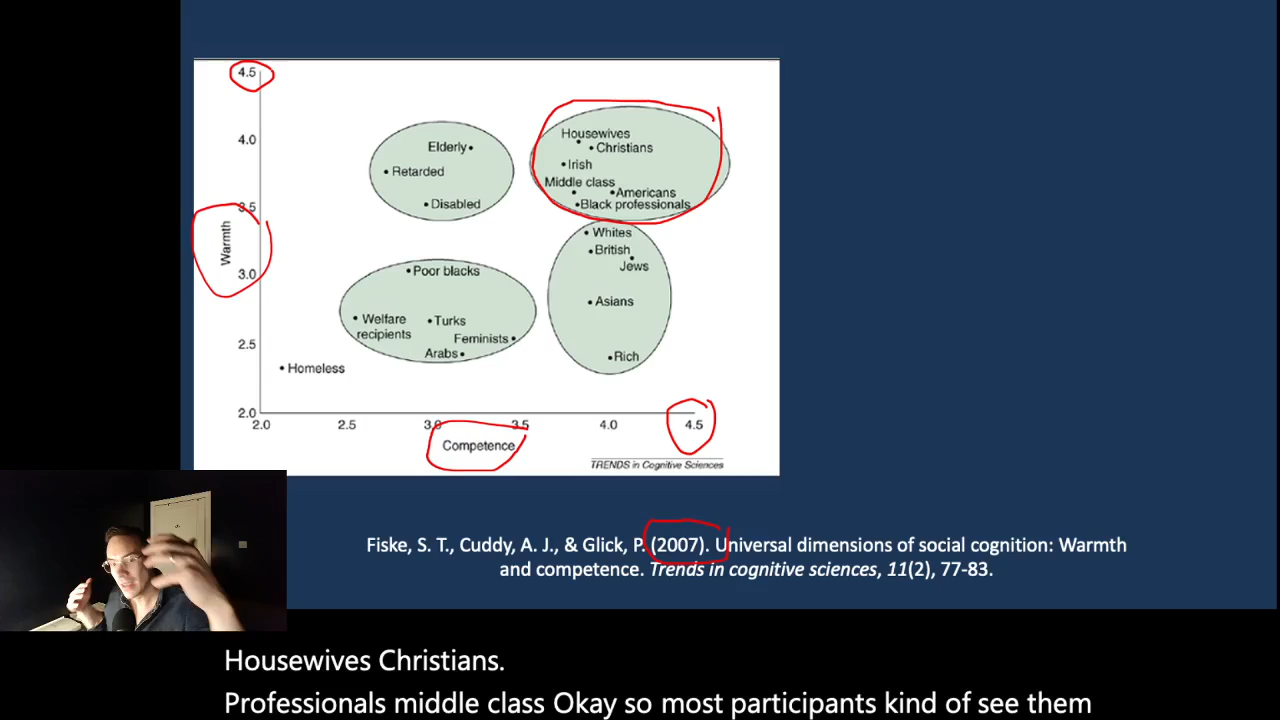 4.5
4.0
3.5
3.0
2.5
2.0
Warmth
Elderly
Retarded
Disabled
Housewives
Christians
Irish
Middle class
Americans
Black professionals
Whites
British
Jews
Asians
Rich
Poor blacks
Welfare
recipients
Turks
Feminists
Arabs
Homeless
2.0 2.5 3.0 3.5 4.0 4.5
Competence
TRENDS in Cognitive Sciences
Fiske, S. T., Cuddy, A. J., & Glick, P. (2007). Universal dimensions of social cognition: Warmth
and competence. Trends in cognitive sciences, 11(2), 77-83.
Housewives Christians.
Professionals middle class Okay so most participants kind of see them